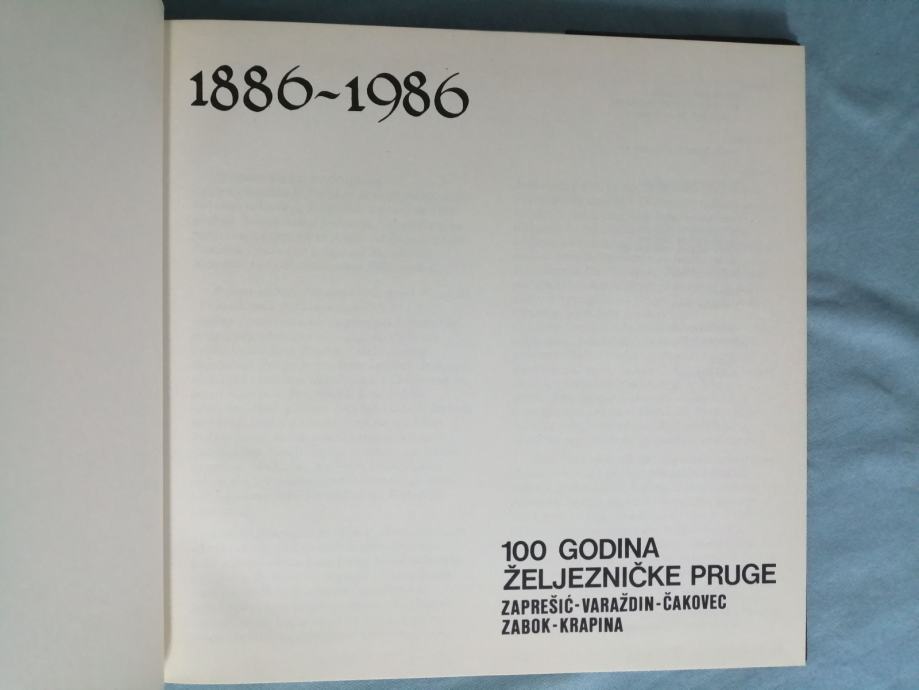 1886~1986
100 GODINA
ŽELJEZNIČKE PRUGE
ZAPREŠIĆ-VARAŽDIN-ČAKOVEC
ZABOK-KRAPINA